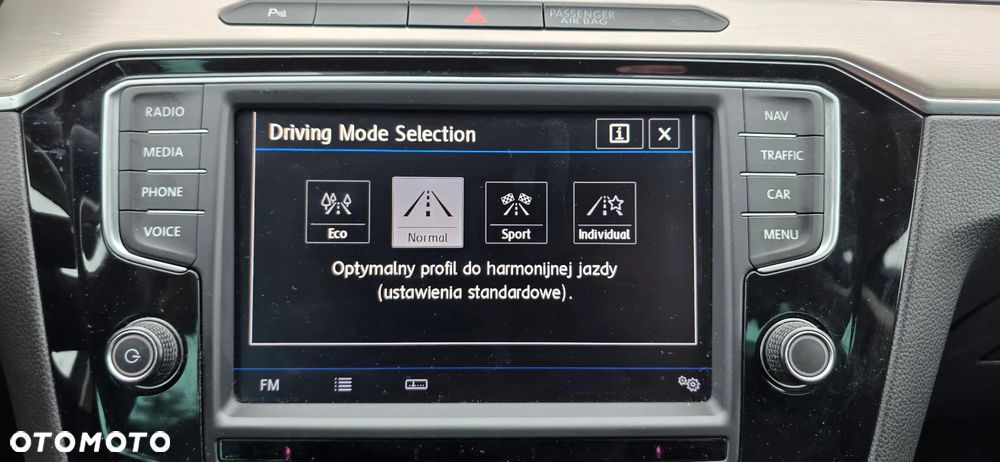 PASSENGER
AIR BAG
RADIO
MEDIA
PHONE
VOICE
Driving Mode Selection
Eco
Normal
Sport
Individual
Optymalny profil do harmonijnej jazdy
(ustawienia standardowe).
FM
NAV
TRAFFIC
CAR
MENU
OTOMOTO